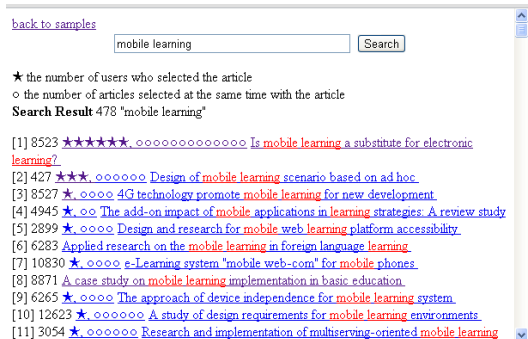 back to samples
mobile learning Search
★ the number of users who selected the article
○ the number of articles selected at the same time with the article
Search Result 478 "mobile learning"
[1] 8523 ★★★★★★, ○○○○○○○○○○○○○ Is mobile learning a substitute for electronic
learning?
[2] 427 ★★★, ○○○○○○○ Design of mobile learning scenario based on ad hoc
[3] 8527 ★, ○○○○ 4G technology promote mobile learning for new development
[4] 4945 ★, ○○ The add-on impact of mobile applications in learning strategies: A review study
[5] 2899 ★, ○○○○ Design and research for mobile web learning platform accessibility
[6] 6283 Applied research on the mobile learning in foreign language learning
[7] 10830 ★, ○○○○ e-Learning system "mobile web-com" for mobile phones
[8] 8871 A case study on mobile learning implementation in basic education
[9] 6265 ★, ○○○○ The approach of device independence for mobile learning system
[10] 12623 ★, ○○○○○○ A study of design requirements for mobile learning environments
[11] 3054 ★, ○○○○○○ Research and implementation of multiserving-oriented mobile learning